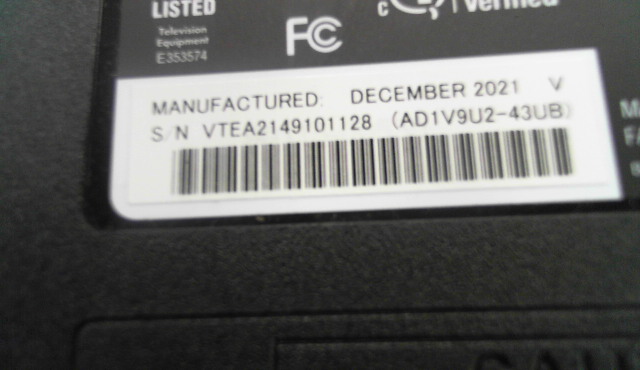 LISTED
Television
Equipment
E353574
FC
c
Verified
MANUFACTURED: DECEMBER 2021 V
S/N VTEA2149101128 (AD1V9U2-43UB)